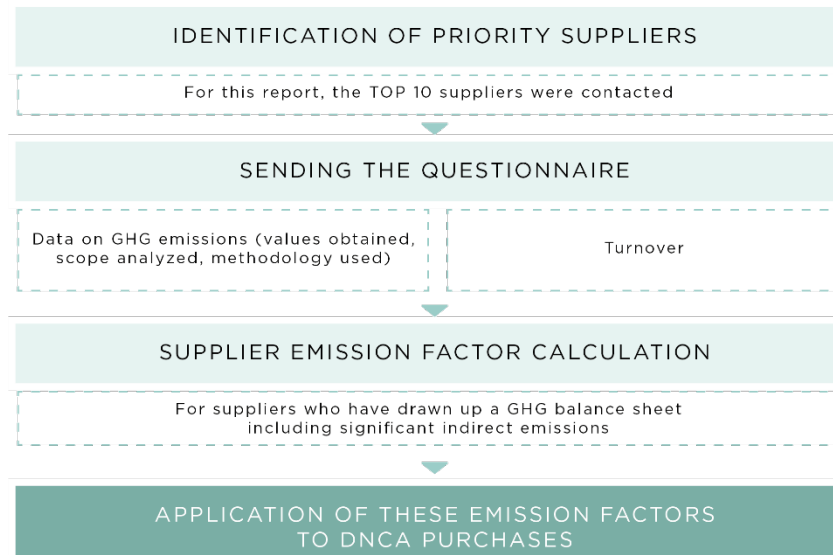 IDENTIFICATION OF PRIORITY SUPPLIERS
For this report, the TOP 10 suppliers were contacted
SENDING THE QUESTIONNAIRE
Data on GHG emissions (values obtained,
scope analyzed, methodology used)
Turnover
SUPPLIER EMISSION FACTOR CALCULATION
For suppliers who have drawn up a GHG balance sheet
including significant indirect emissions
APPLICATION OF THESE EMISSION FACTORS
TO DNCA PURCHASES